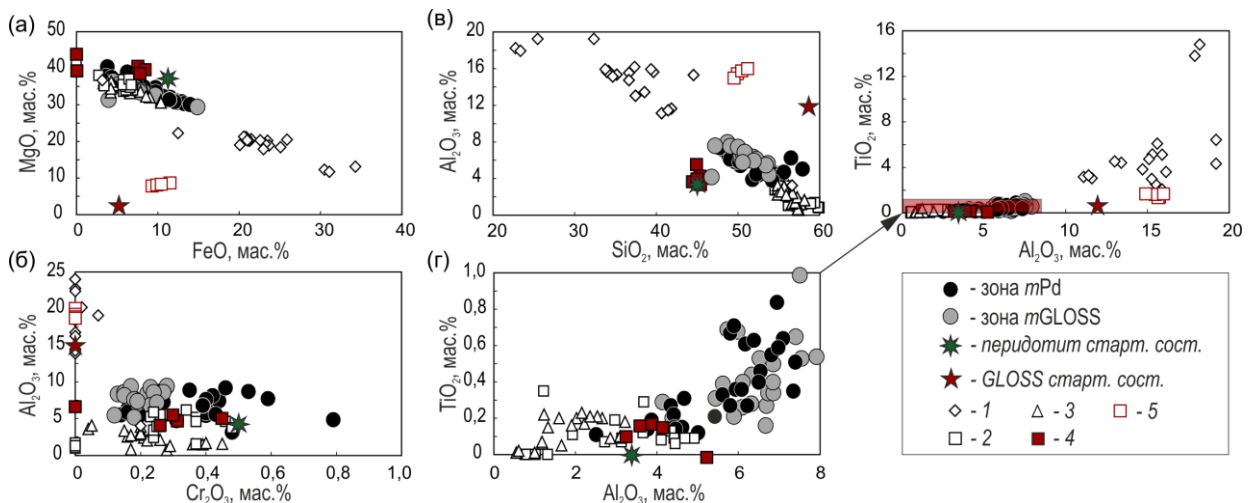 (а)
50
40
30
20
10
0
MgO, мас.%
0
10
20
30
40
FeO, мас.%
(в)
20
16
12
8
4
0
Al2O3, мас.%
20
30
40
50
60
SiO2, мас.%
16
12
8
4
0
TiO2, мас.%
0
5
10
15
20
Al2O3, мас.%
(б)
25
20
15
10
5
0
Al2O3, мас.%
0
0,2
0,4
0,6
0,8
1,0
Cr2O3, мас.%
(г)
1,0
0,8
0,6
0,4
0,2
0
TiO2, мас.%
0
2
4
6
8
Al2O3, мас.%
- зона mPd
- зона mGLOSS
- перидотит старт. сост.
- GLOSS старт. сост.
- 1 - 3 - 5
- 2 - 4